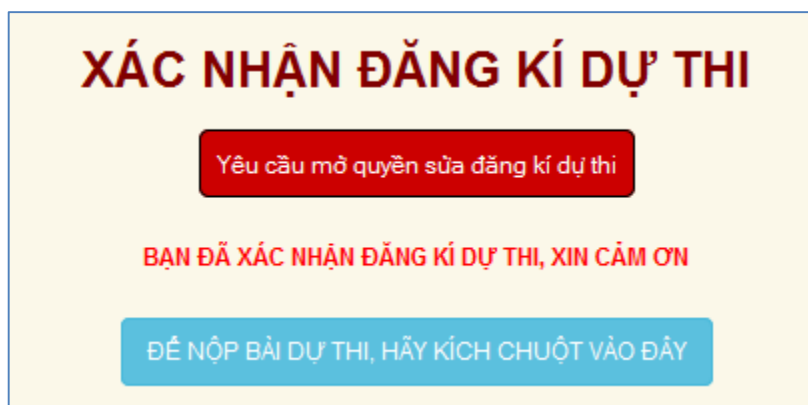 XÁC NHẬN ĐĂNG KÍ DỰ THI
Yêu cầu mở quyền sửa đăng kí dự thi
BẠN ĐÃ XÁC NHẬN ĐĂNG KÍ DỰ THI, XIN CẢM ƠN
ĐỂ NỘP BÀI DỰ THI, HÃY KÍCH CHUỘT VÀO ĐÂY